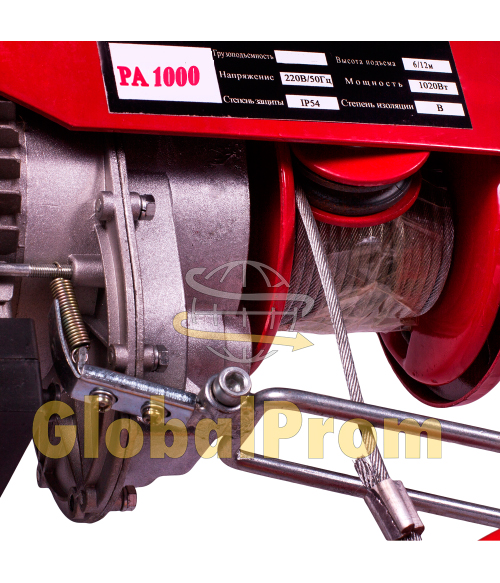 Грузоподъемность Высота подъема 6/12м
PA 1000
Напряжение 220В/50Гц Мощность 1020Вт
Степень защиты IP54 Степень изоляции В
GlobalProm